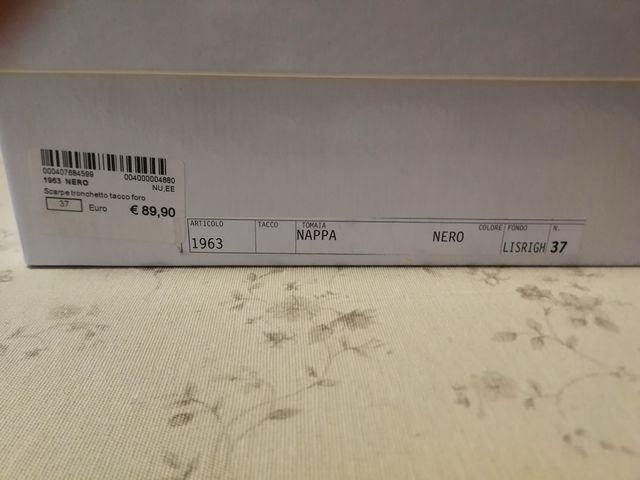 000407684599 004000004880
1963 NERO NU,EE
Scarpe tronchetto tacco foro
37 Euro € 89,90
ARTICOLO TACCO TOMAIA COLORE FONDO N.
1963 NAPPA NERO LISRIGH 37